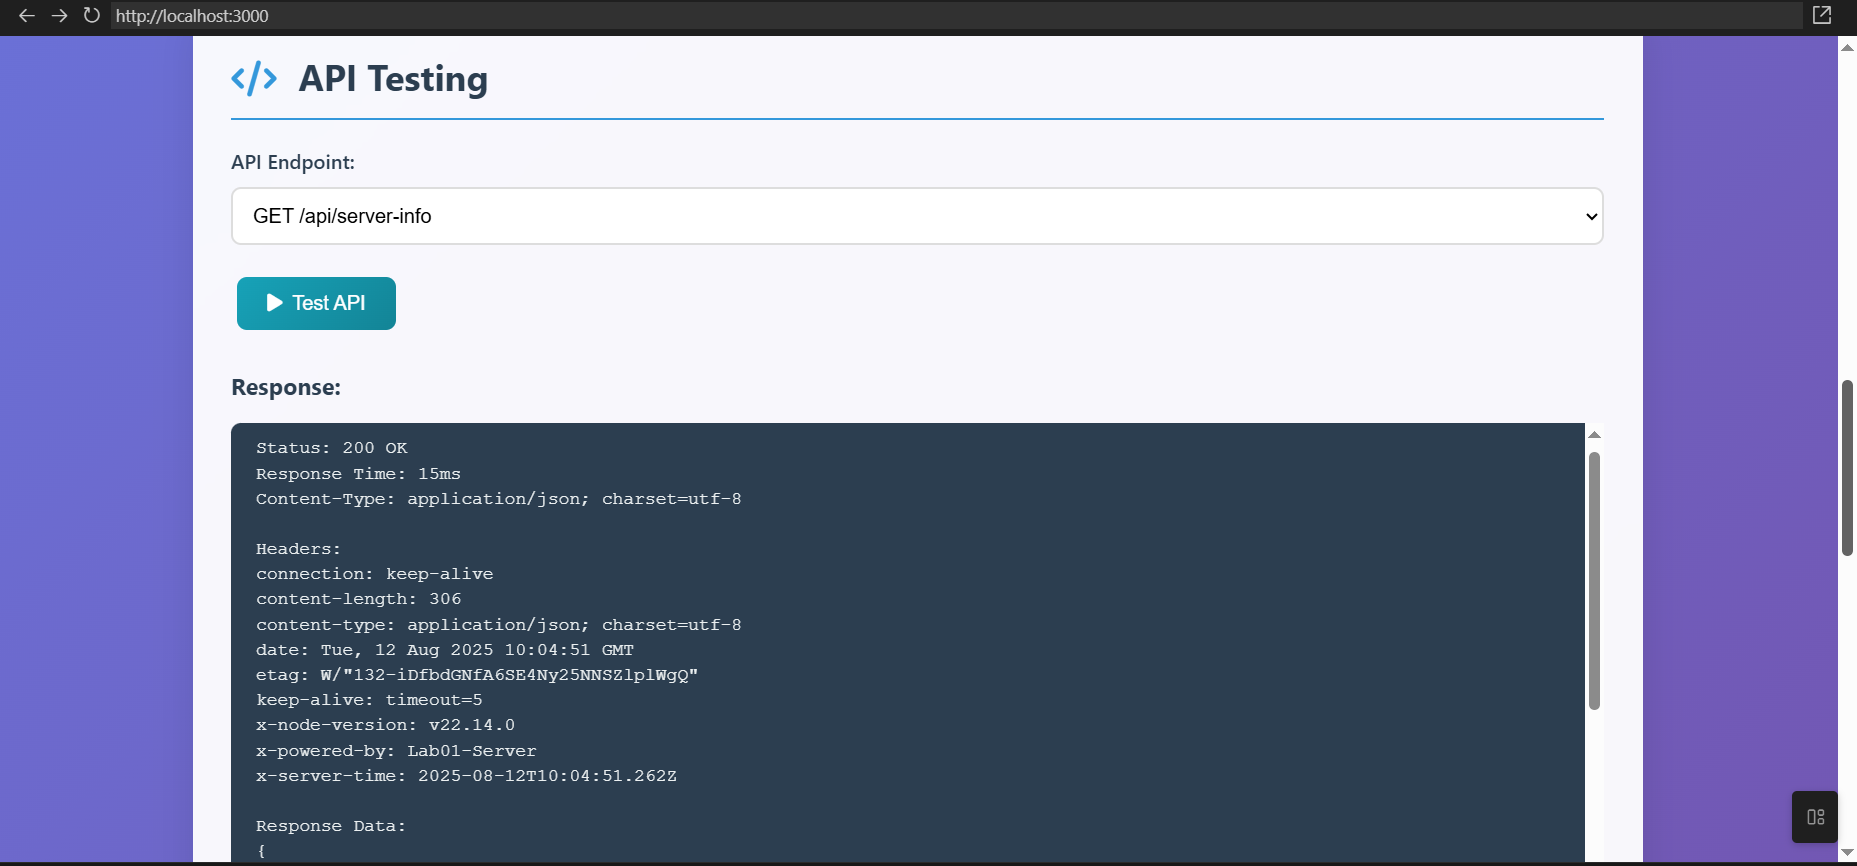 http://localhost:3000
API Testing
API Endpoint:
GET /api/server-info
Test API
Response:
Status: 200 OK
Response Time: 15ms
Content-Type: application/json; charset=utf-8
Headers:
connection: keep-alive
content-length: 306
content-type: application/json; charset=utf-8
date: Tue, 12 Aug 2025 10:04:51 GMT
etag: W/"132-iDfbdGNfA6SE4Ny25NNSZlplWgQ"
keep-alive: timeout=5
x-node-version: v22.14.0
x-powered-by: Lab01-Server
x-server-time: 2025-08-12T10:04:51.262Z
Response Data:
{